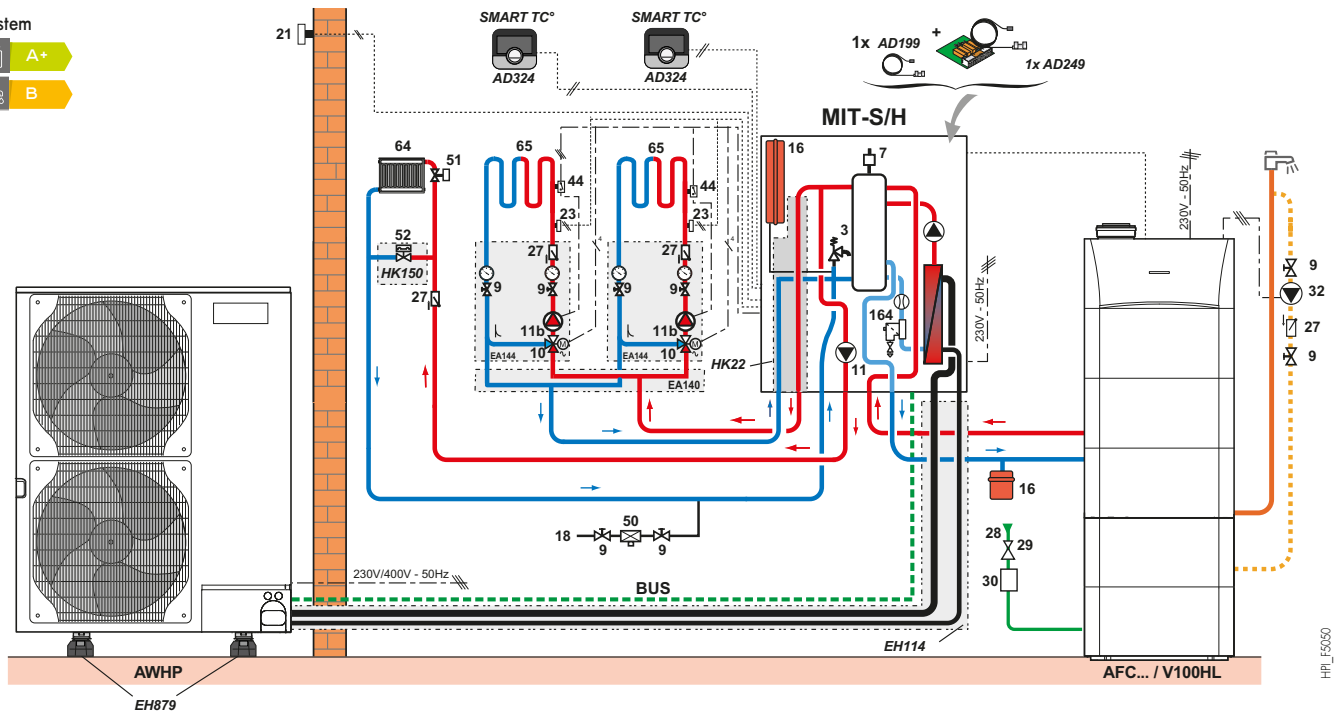 stem
A+
B
21
SMART TC°
AD324
SMART TC°
AD324
1x AD199
+
1x AD249
MIT-S/H
64
51
65
65
44
44
23
23
16
7
3
52
HK150
27
27
27
9
9
9
9
11b
11b
10
10
M
M
EA144
EA144
EA140
HK22
11
164
230V - 50Hz
230V - 50Hz
9
32
27
9
16
18
9
50
9
28
29
30
230V/400V - 50Hz
BUS
EH114
AWHP
EH879
AFC... / V100HL
HPI_F5050